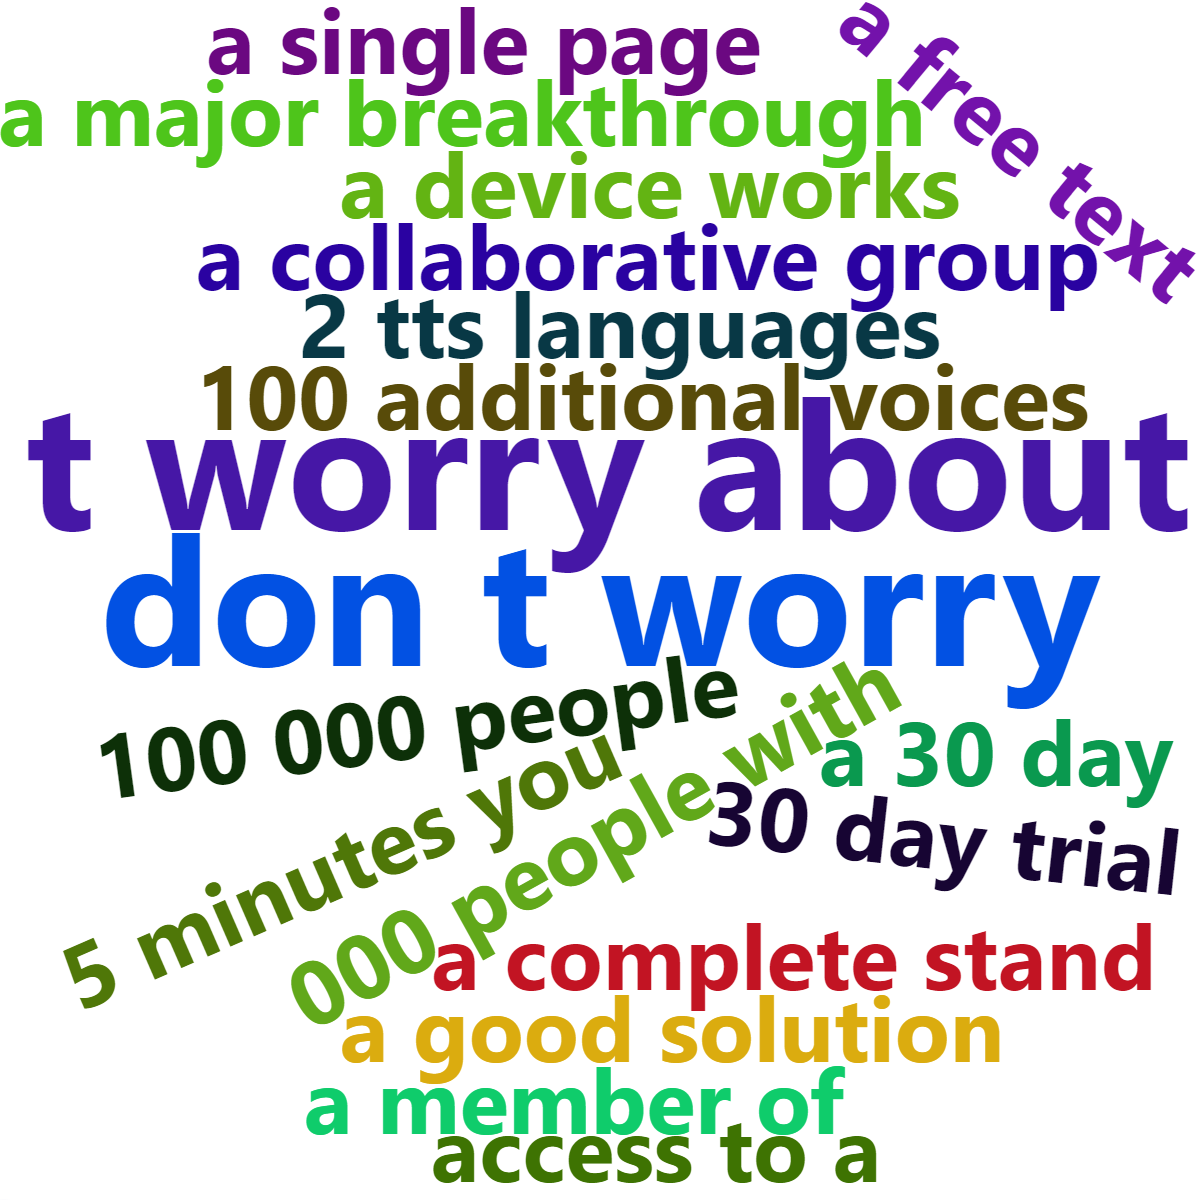 a single page
a free text
a major breakthrough
a device works
a collaborative group
2 tts languages
100 additional voices
t worry about
don t worry
100 000 people
5 minutes you
000 people with
a 30 day
30 day trial
a complete stand
a good solution
a member of
access to a